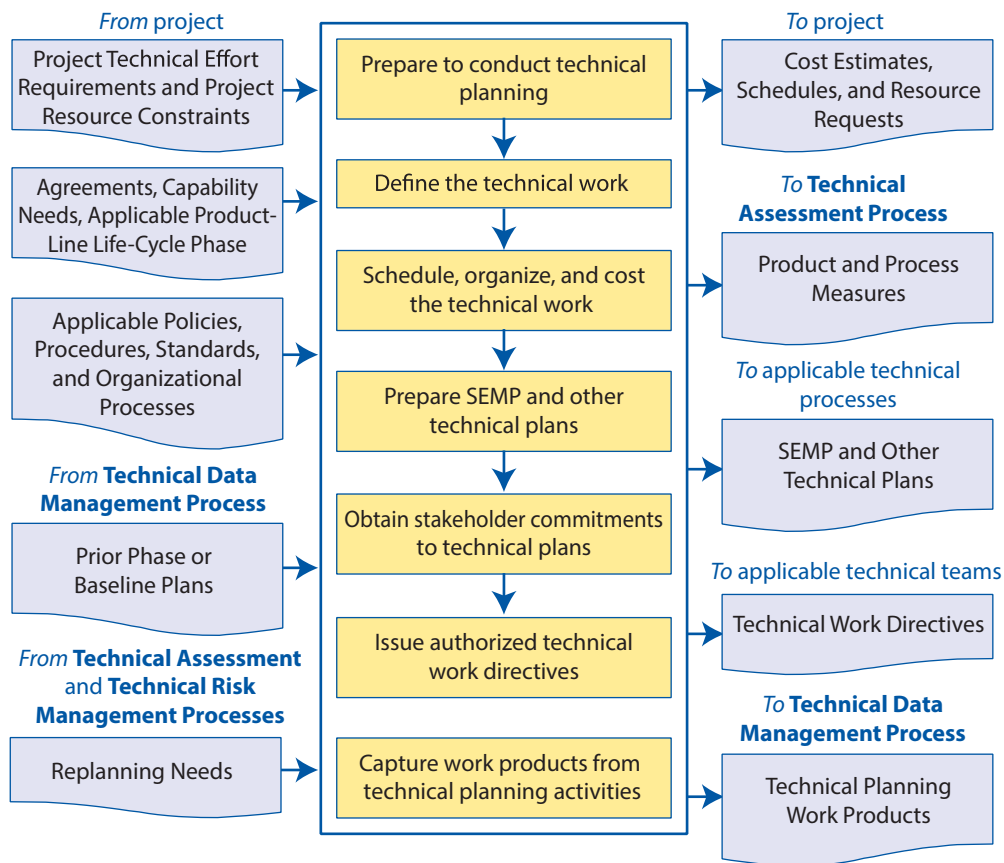 From project
Project Technical Effort
Requirements and Project
Resource Constraints
Agreements, Capability
Needs, Applicable Product-
Line Life-Cycle Phase
Applicable Policies,
Procedures, Standards,
and Organizational
Processes
From Technical Data
Management Process
Prior Phase or
Baseline Plans
From Technical Assessment
and Technical Risk
Management Processes
Replanning Needs
Prepare to conduct technical
planning
Define the technical work
Schedule, organize, and cost
the technical work
Prepare SEMP and other
technical plans
Obtain stakeholder commitments
to technical plans
Issue authorized technical
work directives
Capture work products from
technical planning activities
To project
Cost Estimates,
Schedules, and Resource
Requests
To Technical
Assessment Process
Product and Process
Measures
To applicable technical
processes
SEMP and Other
Technical Plans
To applicable technical teams
Technical Work Directives
To Technical Data
Management Process
Technical Planning
Work Products